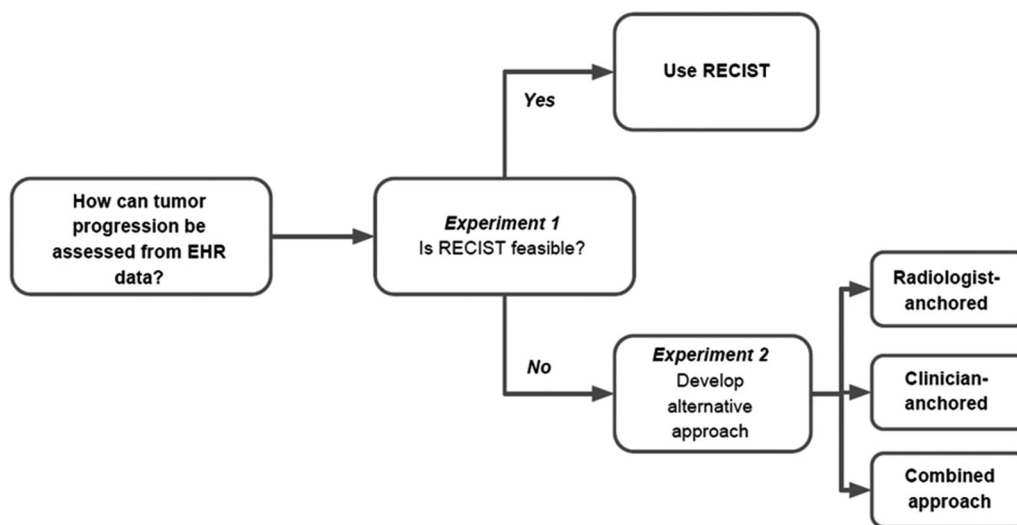 How can tumor
progression be
assessed from EHR
data?
Experiment 1
Is RECIST feasible?
Yes
Use RECIST
No
Experiment 2
Develop
alternative
approach
Radiologist-
anchored
Clinician-
anchored
Combined
approach